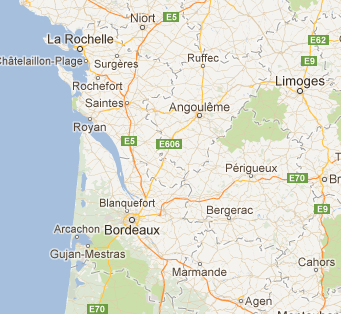 Niort
E5
La Rochelle
E62
Châtelaillon-Plage
Surgères
Ruffec
Rochefort
Limoges
Saintes
Angoulême
Royan
E5
E606
Périgueux
E70
Br
Blanquefort
Bergerac
E9
Bordeaux
Arcachon
Gujan-Mestras
Cahors
Marmande
E70
Agen